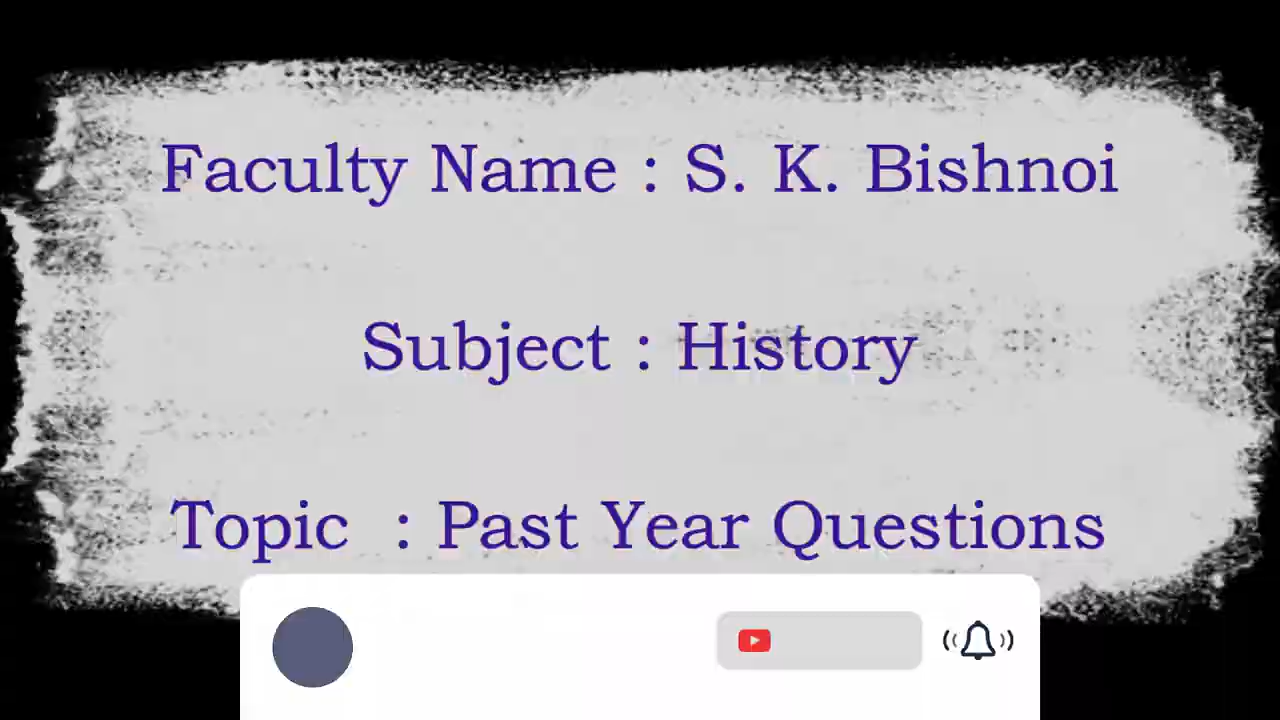 Faculty Name : S. K. Bishnoi
Subject : History
Topic : Past Year Questions